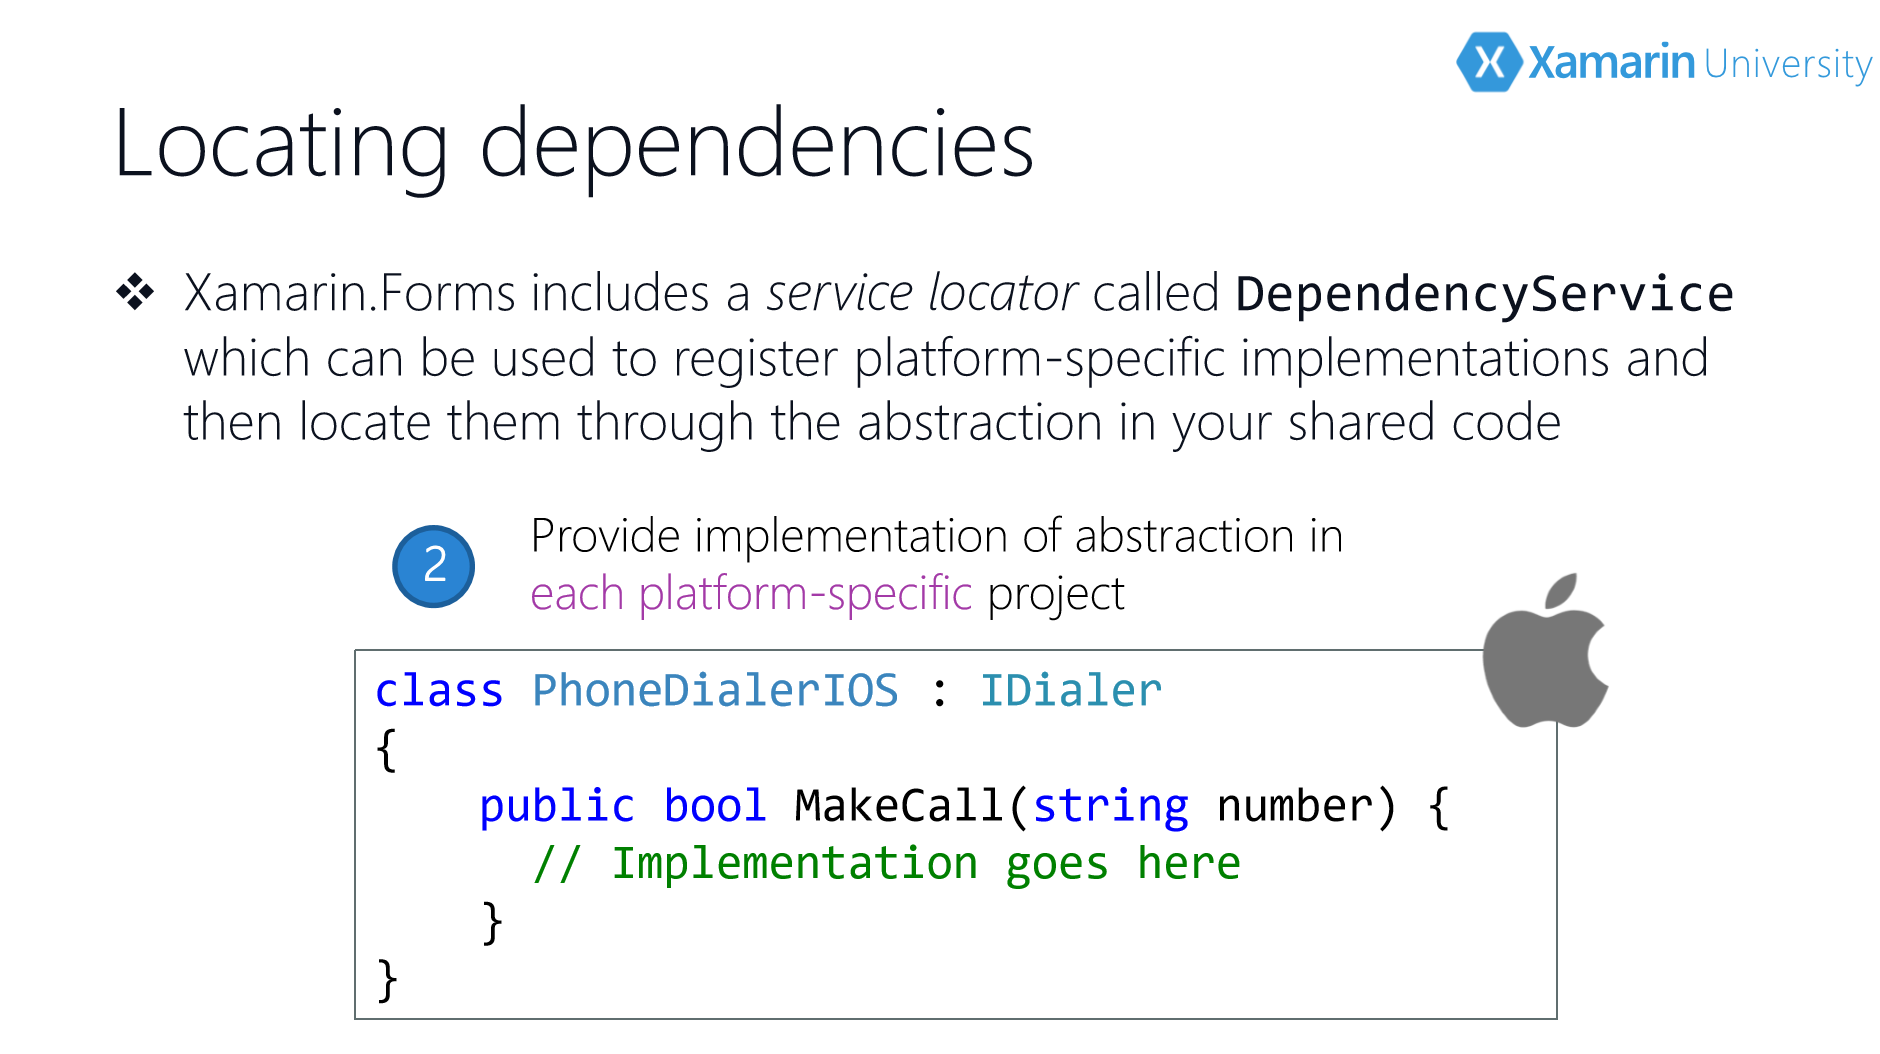 Xamarin University
Locating dependencies
❖ Xamarin.Forms includes a service locator called DependencyService
which can be used to register platform-specific implementations and
then locate them through the abstraction in your shared code
2
Provide implementation of abstraction in
each platform-specific project
class PhoneDialerIOS : IDialer
{
    public bool MakeCall(string number) {
      // Implementation goes here
    }
}